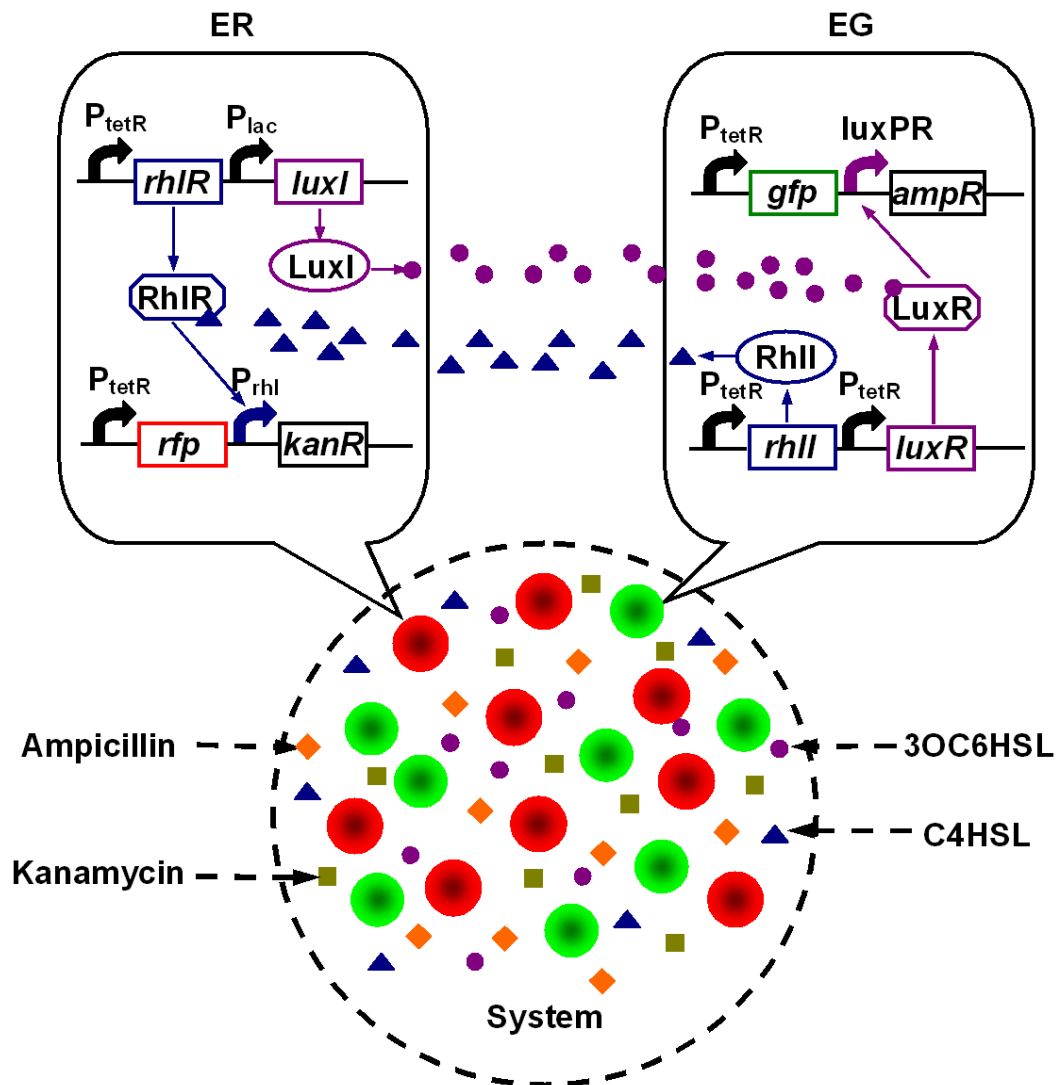 ER
EG
PtetR
Plac
rhlR
luxI
LuxI
RhlR
PtetR
Prhl
rfp
kanR
PtetR
luxPR
gfp
ampR
LuxR
RhlI
PtetR
PtetR
rhlI
luxR
Ampicillin
3OC6HSL
C4HSL
Kanamycin
System